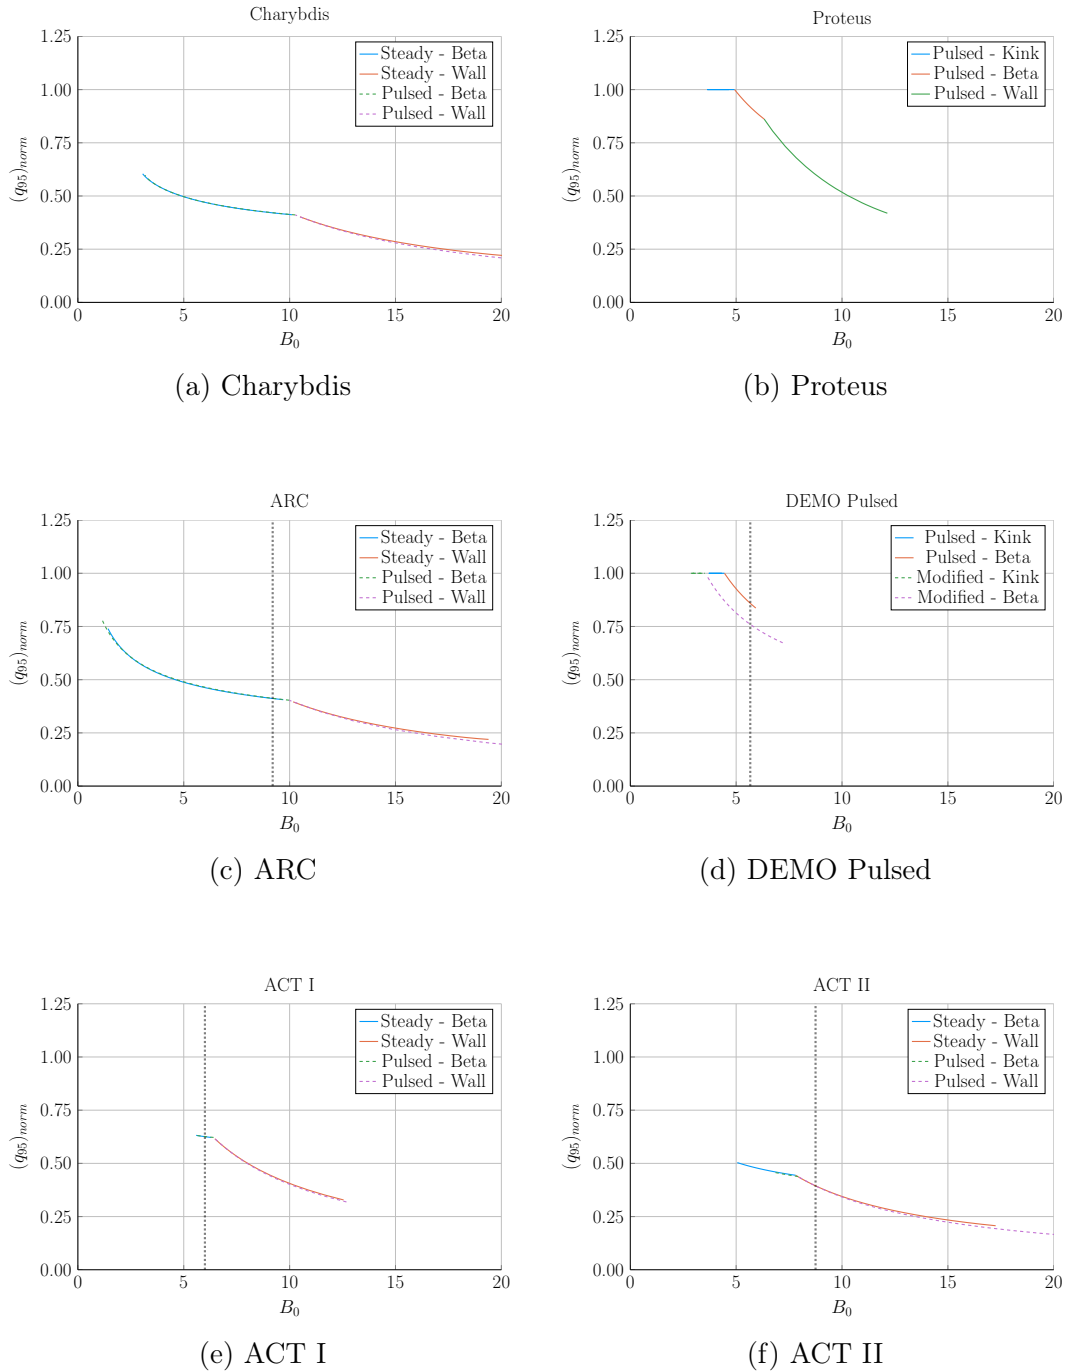 Charybdis
1.25
1.00
0.75
0.50
0.25
0.00
(q95)norm
0 5 10 15 20
B0
Steady - Beta
Steady - Wall
Pulsed - Beta
Pulsed - Wall
(a) Charybdis
Proteus
1.25
1.00
0.75
0.50
0.25
0.00
(q95)norm
0 5 10 15 20
B0
Pulsed - Kink
Pulsed - Beta
Pulsed - Wall
(b) Proteus
ARC
1.25
1.00
0.75
0.50
0.25
0.00
(q95)norm
0 5 10 15 20
B0
Steady - Beta
Steady - Wall
Pulsed - Beta
Pulsed - Wall
(c) ARC
DEMO Pulsed
1.25
1.00
0.75
0.50
0.25
0.00
(q95)norm
0 5 10 15 20
B0
Pulsed - Kink
Pulsed - Beta
Modified - Kink
Modified - Beta
(d) DEMO Pulsed
ACT I
1.25
1.00
0.75
0.50
0.25
0.00
(q95)norm
0 5 10 15 20
B0
Steady - Beta
Steady - Wall
Pulsed - Beta
Pulsed - Wall
(e) ACT I
ACT II
1.25
1.00
0.75
0.50
0.25
0.00
(q95)norm
0 5 10 15 20
B0
Steady - Beta
Steady - Wall
Pulsed - Beta
Pulsed - Wall
(f) ACT II